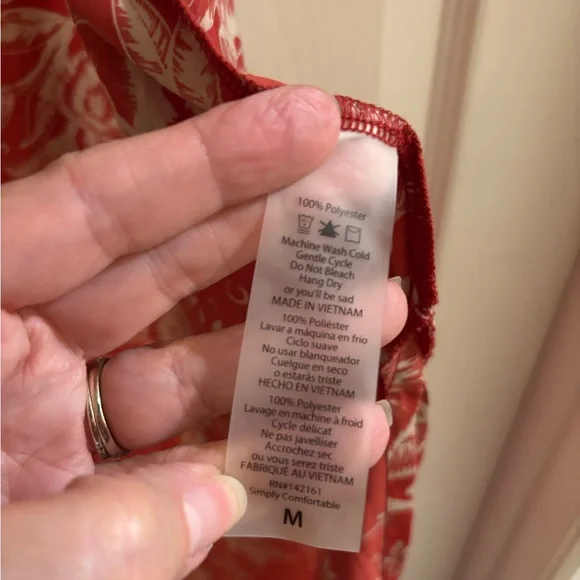 100% Polyester
Machine Wash Cold
Gentle Cycle
Do Not Bleach
Hang Dry
or you'll be sad
MADE IN VIETNAM
100% Poliéster
Lavar a máquina en frio
Ciclo suave
No usar blanqueador
Cuelgue en seco
o estarás triste
HECHO EN VIETNAM
100% Polyester
Lavage en machine à froid
Cycle délicat
Ne pas javelliser
Accrochez sec
ou vous serez triste
FABRIQUÉ AU VIETNAM
RN#142161
Simply Comfortable
M